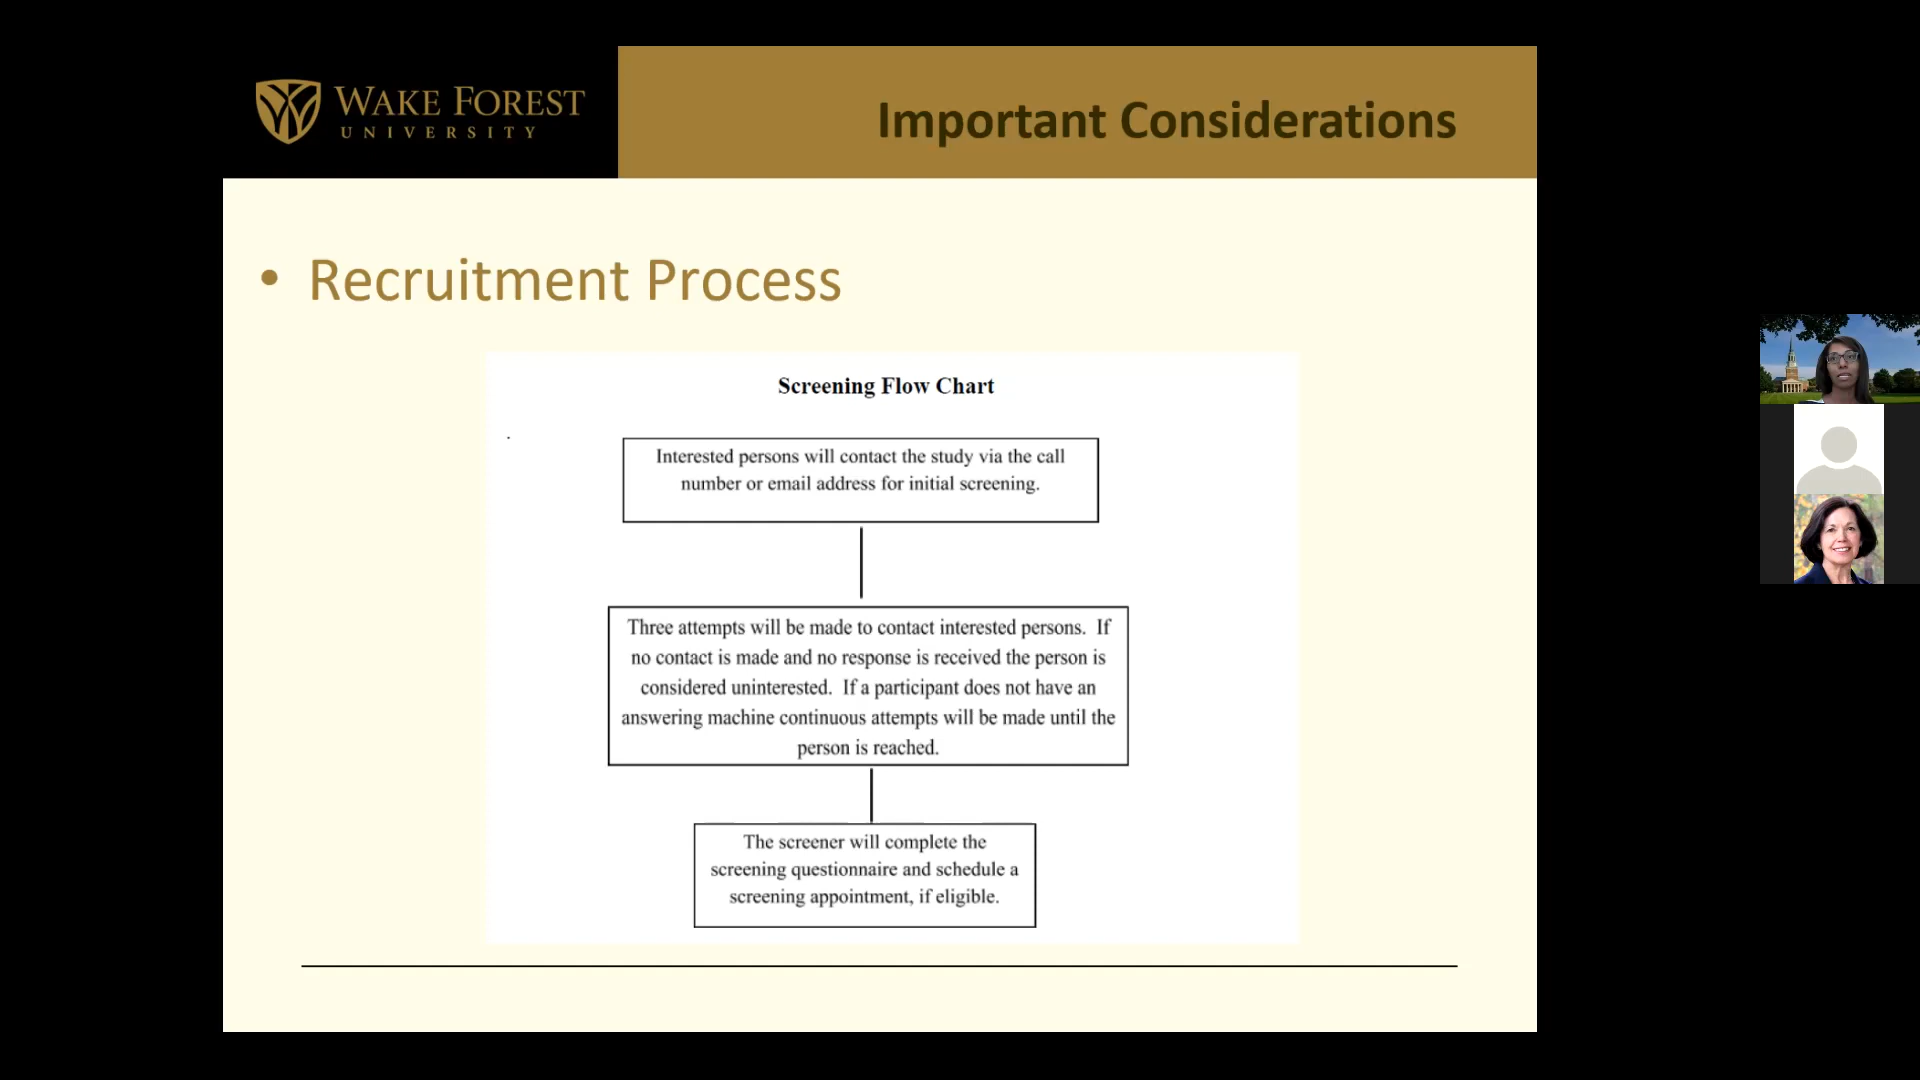 WAKE FOREST
UNIVERSITY
Important Considerations
• Recruitment Process
Screening Flow Chart
Interested persons will contact the study via the call
number or email address for initial screening.
Three attempts will be made to contact interested persons.  If
no contact is made and no response is received the person is
considered uninterested.  If a participant does not have an
answering machine continuous attempts will be made until the
person is reached.
The screener will complete the
screening questionnaire and schedule a
screening appointment, if eligible.